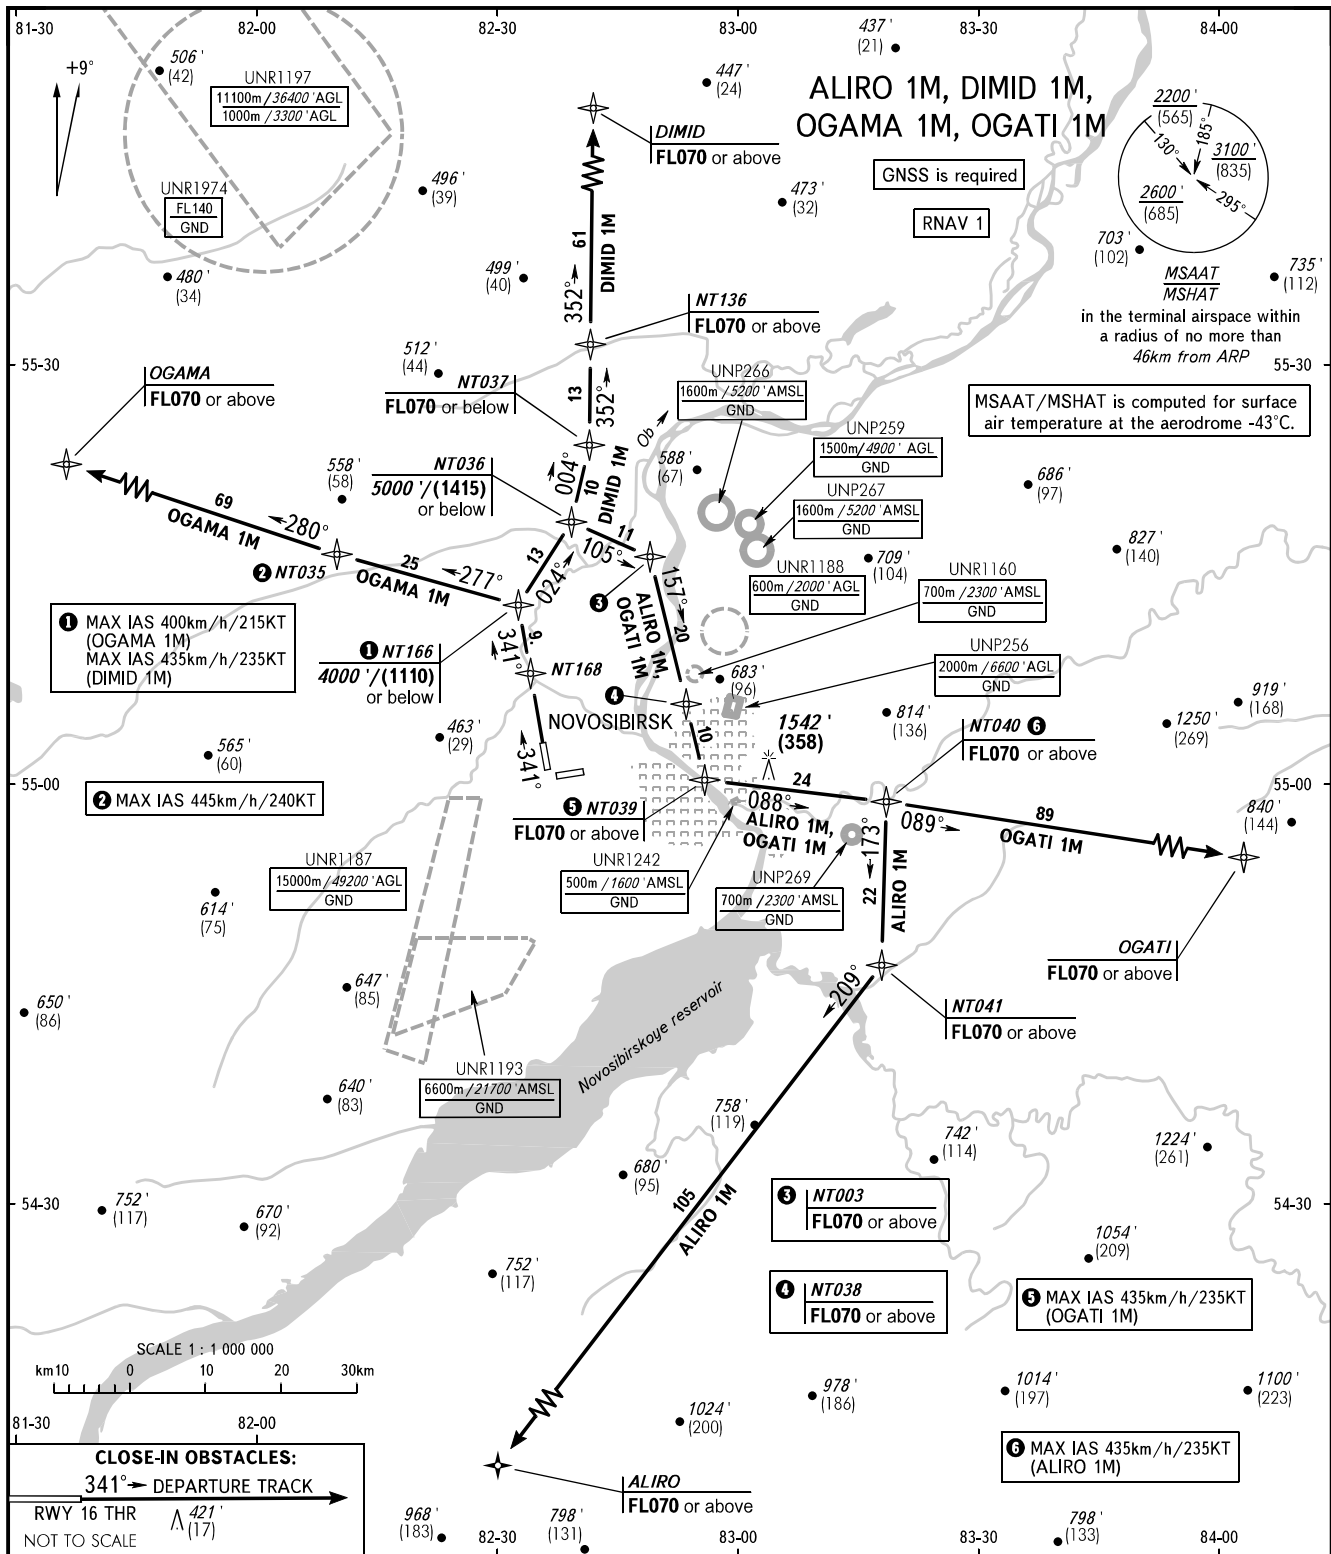 81-30
82-00
82-30
83-00
83-30
84-00
+9°
506'
(42)
437'
(21)
447'
(24)
UNR1197
11100m/36400'AGL
1000m/3300'AGL
ALIRO 1M, DIMID 1M,
OGAMA 1M, OGATI 1M
GNSS is required
RNAV 1
2200'
(565)
3100'
(835)
2600'
(685)
130°
185°
295°
MSAAT
MSHAT
in the terminal airspace within
a radius of no more than
46km from ARP
MSAAT/MSHAT is computed for surface
air temperature at the aerodrome -43°C.
DIMID
FL070 or above
UNR1974
FL140
GND
496'
(39)
473'
(32)
703'
(102)
735'
(112)
480'
(34)
499'
(40)
61
DIMID 1M
352°
NT136
FL070 or above
55-30
55-30
512'
(44)
OGAMA
FL070 or above
NT037
FL070 or below
13
352°
UNP266
1600m/5200'AMSL
GND
Ob
UNP259
1500m/4900' AGL
GND
588'
(67)
558'
(58)
NT036
5000'/(1415)
or below
004°
10
DIMID 1M
UNP267
1600m/5200'AMSL
GND
686'
(97)
69
OGAMA 1M
280°
11
105°
827'
(140)
709'
(104)
UNR1188
600m/2000' AGL
GND
UNR1160
700m/2300'AMSL
GND
2 NT035
25
OGAMA 1M
277°
13
024°
3
157°
20
ALIRO 1M,
OGATI 1M
1 MAX IAS 400km/h/215KT
(OGAMA 1M)
MAX IAS 435km/h/235KT
(DIMID 1M)
1 NT166
4000'/(1110)
or below
9.
341°
NT168
UNP256
2000m/6600'AGL
GND
683'
(96)
4
NOVOSIBIRSK
10
1542'
(358)
814'
(136)
919'
(168)
1250'
(269)
NT040 6
FL070 or above
463'
(29)
565'
(60)
341°
2 MAX IAS 445km/h/240KT
55-00
55-00
5 NT039
FL070 or above
24
088°
ALIRO 1M,
OGATI 1M
089°
89
OGATI 1M
840'
(144)
173°
22
ALIRO 1M
UNR1187
15000m/49200'AGL
GND
UNR1242
500m/1600'AMSL
GND
UNP269
700m/2300'AMSL
GND
614'
(75)
OGATI
FL070 or above
647'
(85)
650'
(86)
209°
NT041
FL070 or above
Novosibirskoye reservoir
UNR1193
6600m/21700'AMSL
GND
640'
(83)
758'
(119)
742'
(114)
1224'
(261)
680'
(95)
105
ALIRO 1M
54-30
54-30
752'
(117)
670'
(92)
3 NT003
FL070 or above
1054'
(209)
752'
(117)
4 NT038
FL070 or above
5 MAX IAS 435km/h/235KT
(OGATI 1M)
SCALE 1 : 1 000 000
km10 0 10 20 30km
978'
(186)
1014'
(197)
1100'
(223)
1024'
(200)
6 MAX IAS 435km/h/235KT
(ALIRO 1M)
81-30
82-00
CLOSE-IN OBSTACLES:
341° DEPARTURE TRACK
RWY 16 THR
421'
(17)
NOT TO SCALE
ALIRO
FL070 or above
968'
(183)
798'
(131)
798'
(133)
82-30
83-00
83-30
84-00